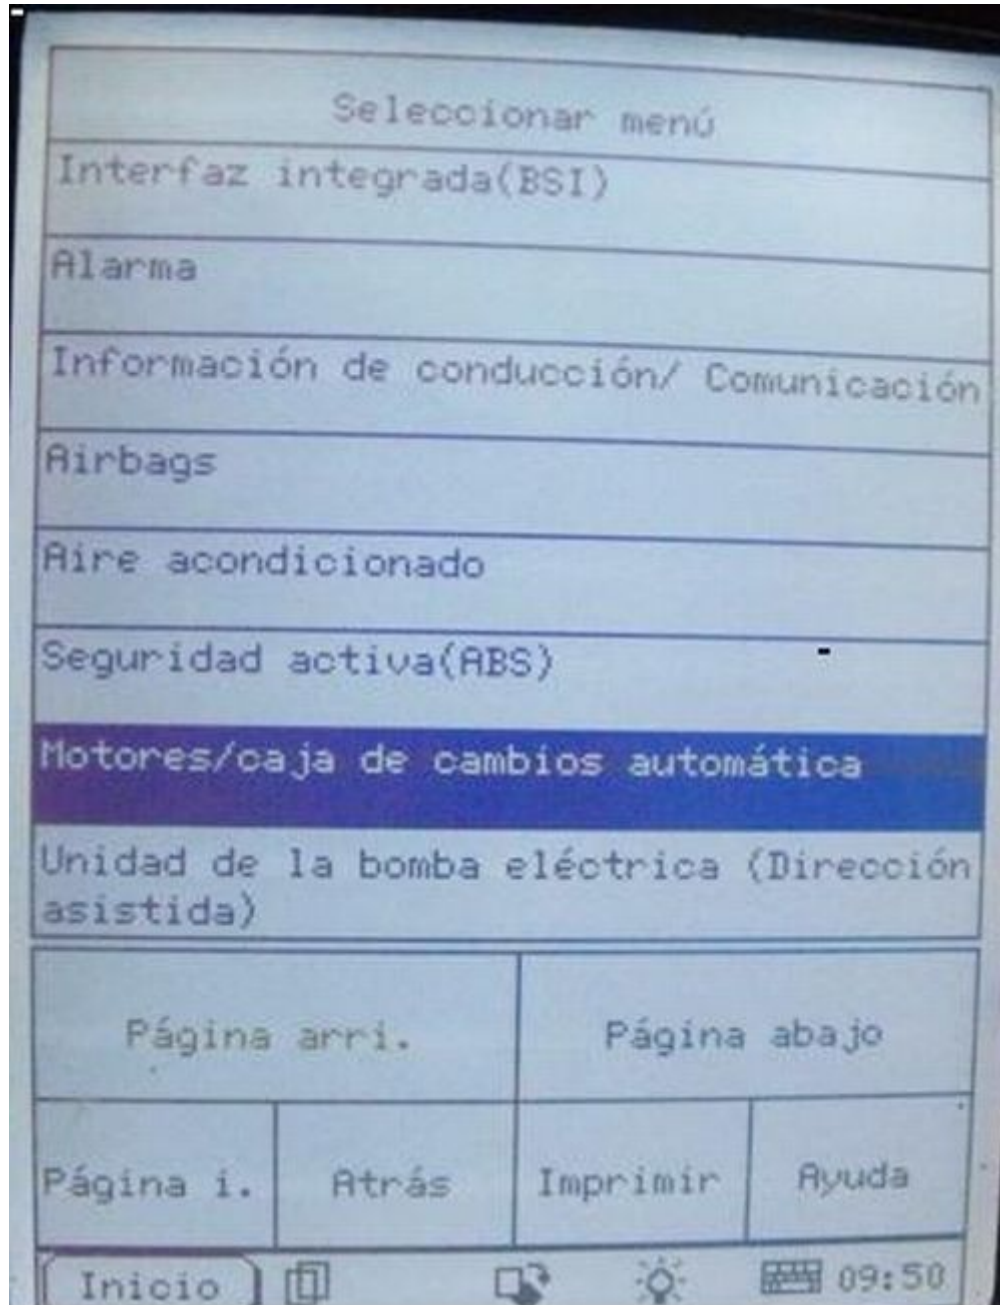 Seleccionar menú
Interfaz integrada(BSI)
Alarma
Información de conducción/ Comunicación
Airbags
Aire acondicionado
Seguridad activa(ABS)
Motores/caja de cambios automática
Unidad de la bomba eléctrica (Dirección
asistida)
Página arri. Página abajo
Página i. Atrás Imprimir Ayuda
Inicio 09:50